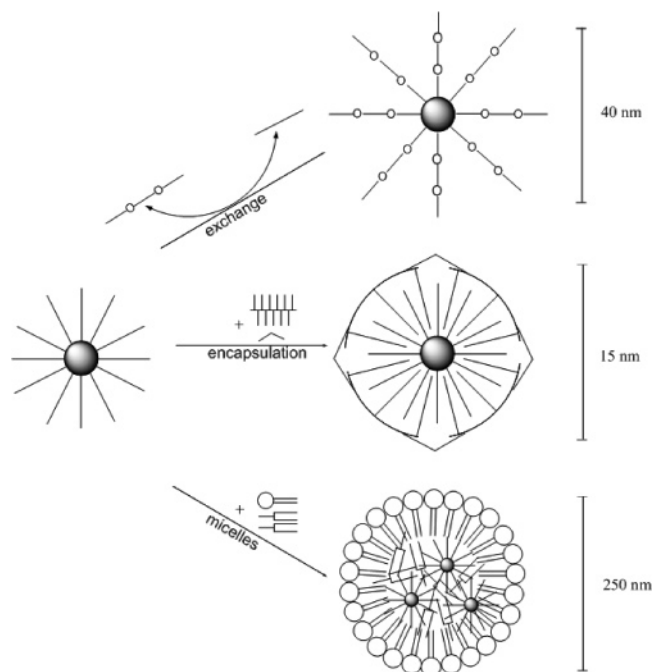 40 nm
exchange
+
encapsulation
15 nm
+
micelles
250 nm